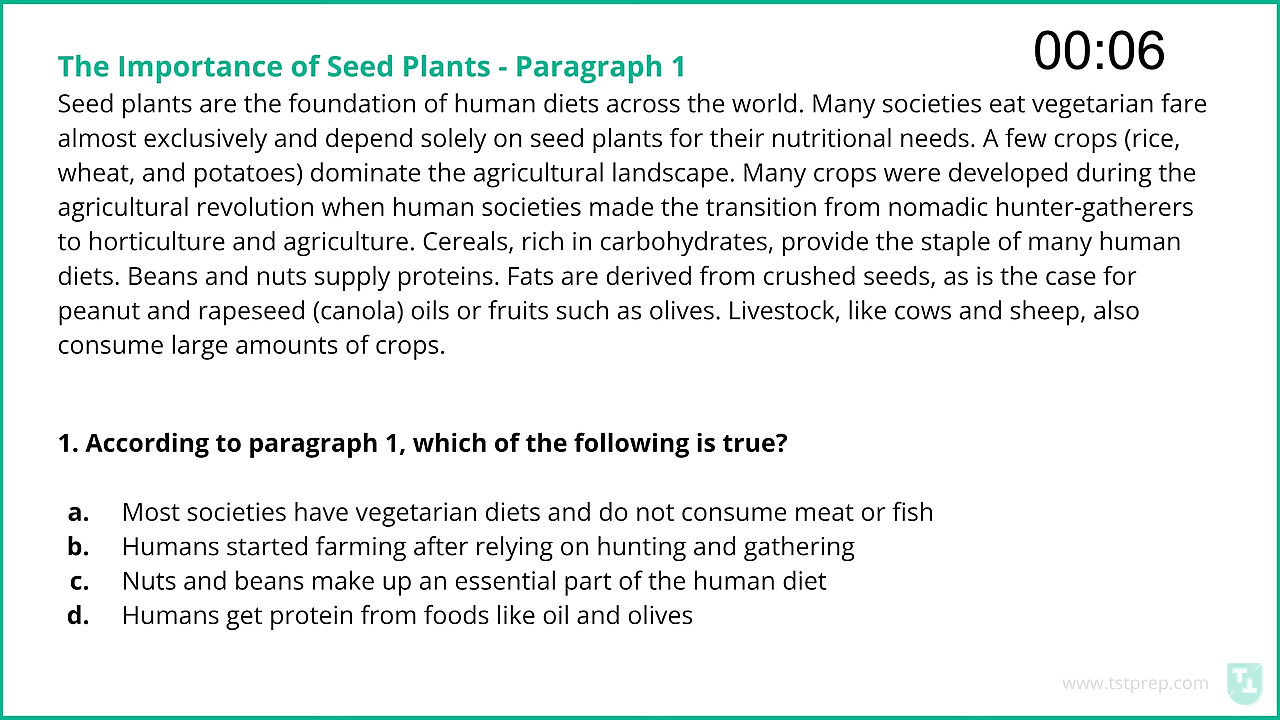 00:06
The Importance of Seed Plants - Paragraph 1
Seed plants are the foundation of human diets across the world. Many societies eat vegetarian fare
almost exclusively and depend solely on seed plants for their nutritional needs. A few crops (rice,
wheat, and potatoes) dominate the agricultural landscape. Many crops were developed during the
agricultural revolution when human societies made the transition from nomadic hunter-gatherers
to horticulture and agriculture. Cereals, rich in carbohydrates, provide the staple of many human
diets. Beans and nuts supply proteins. Fats are derived from crushed seeds, as is the case for
peanut and rapeseed (canola) oils or fruits such as olives. Livestock, like cows and sheep, also
consume large amounts of crops.
1. According to paragraph 1, which of the following is true?
a. Most societies have vegetarian diets and do not consume meat or fish
b. Humans started farming after relying on hunting and gathering
c. Nuts and beans make up an essential part of the human diet
d. Humans get protein from foods like oil and olives
www.tstprep.com